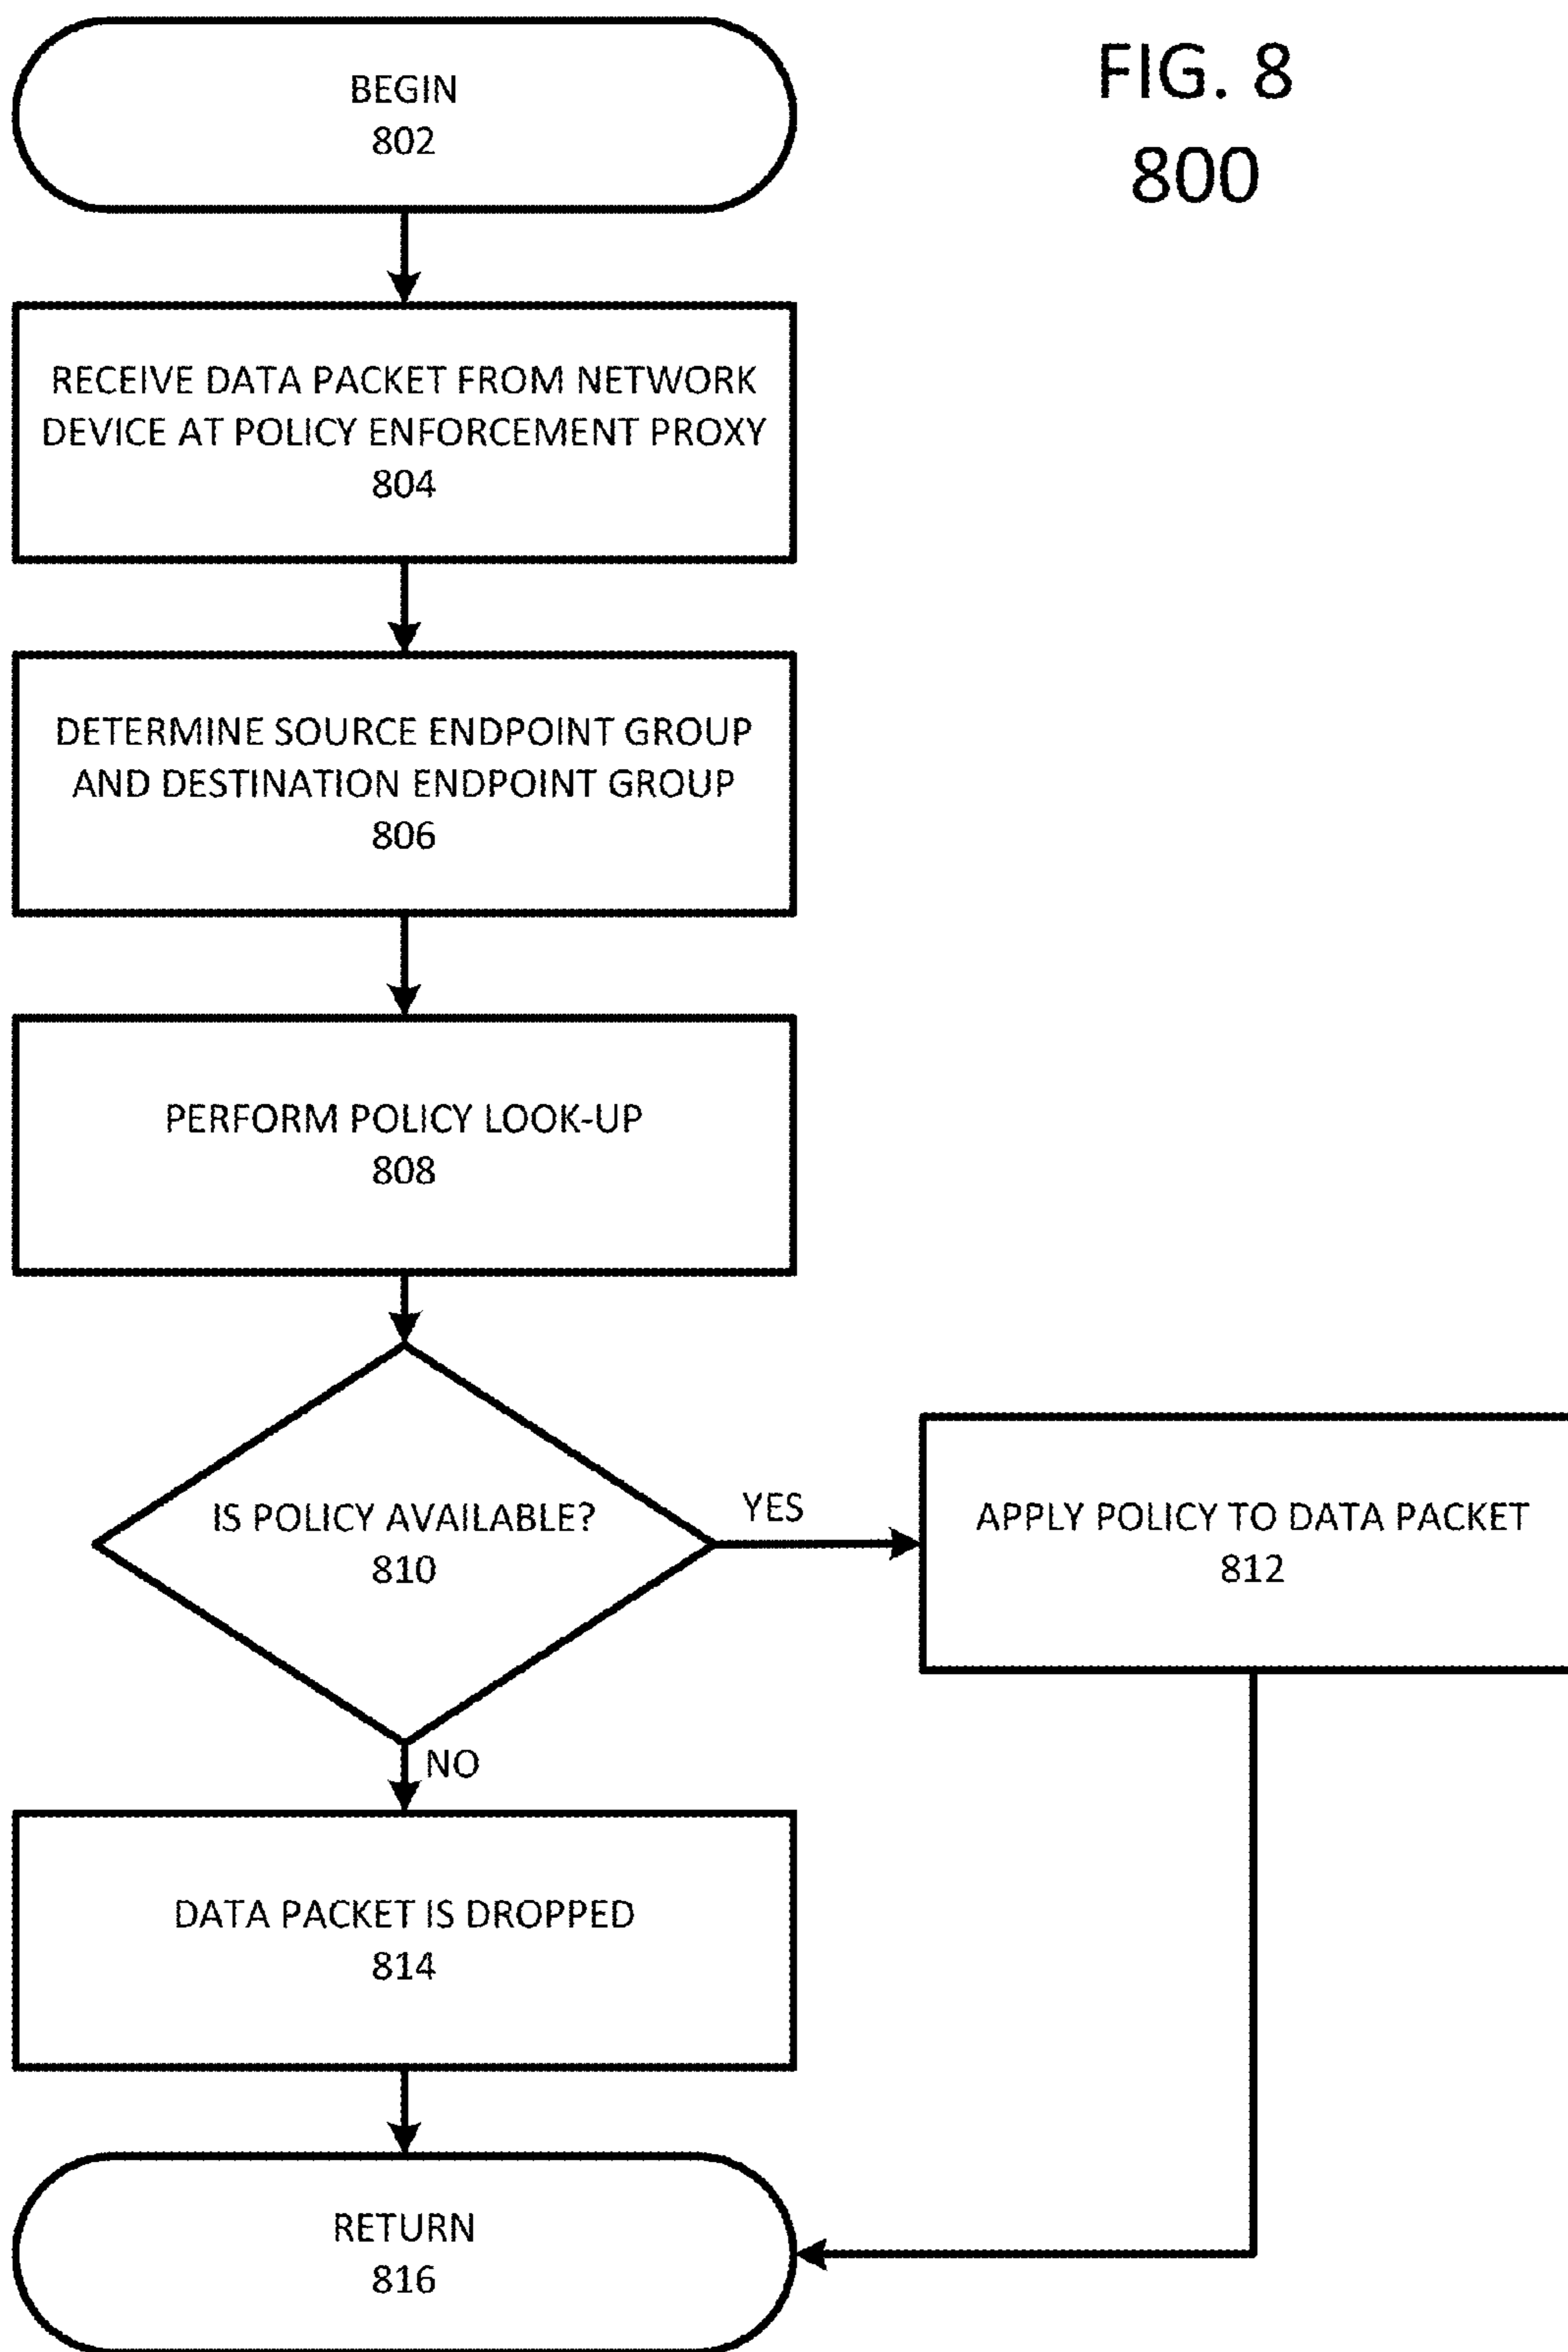 FIG. 8
800
BEGIN
802
RECEIVE DATA PACKET FROM NETWORK
DEVICE AT POLICY ENFORCEMENT PROXY
804
DETERMINE SOURCE ENDPOINT GROUP
AND DESTINATION ENDPOINT GROUP
806
PERFORM POLICY LOOK-UP
808
IS POLICY AVAILABLE?
810
YES
APPLY POLICY TO DATA PACKET
812
NO
DATA PACKET IS DROPPED
814
RETURN
816